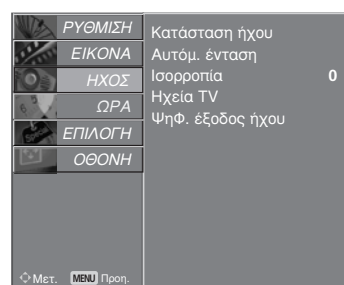 ΡΥΘΜΙΣΗ
ΕΙΚΟΝΑ
ΗΧΟΣ
ΩΡΑ
ΕΠΙΛΟΓΗ
ΟΘΟΝΗ
Κατάσταση ήχου
Αυτόμ. ένταση
Ισορροπία 0
Ηχεία TV
ΨηΦ. έξοδος ήχου
Μετ. MENU Προη.